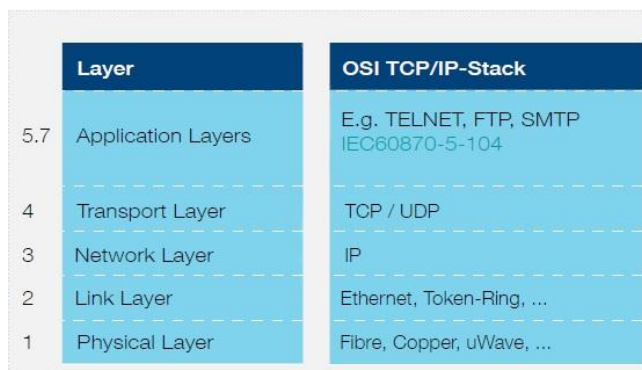 Layer OSI TCP/IP-Stack
5.7 Application Layers E.g. TELNET, FTP, SMTP
IEC60870-5-104
4 Transport Layer TCP / UDP
3 Network Layer IP
2 Link Layer Ethernet, Token-Ring, ...
1 Physical Layer Fibre, Copper, uWave, ...